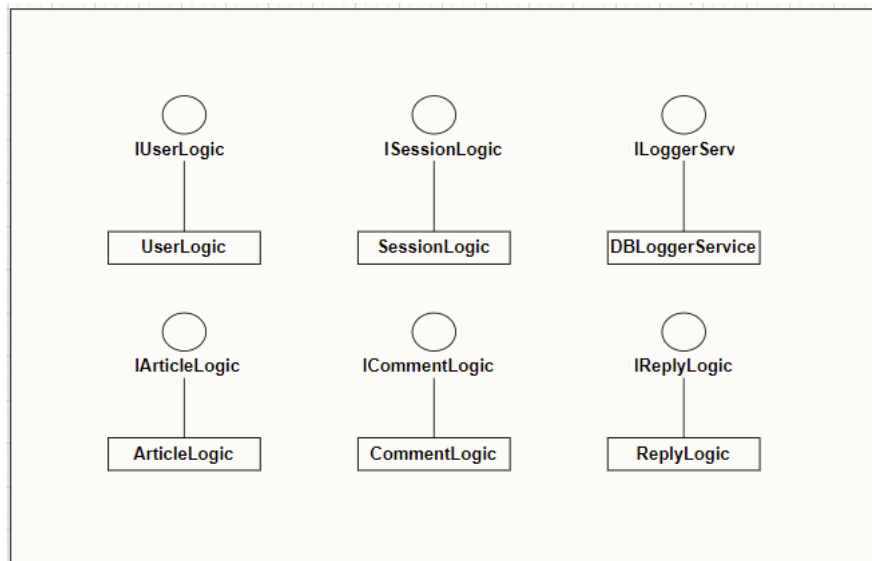 IUserLogic
ISessionLogic
ILoggerServ
UserLogic
SessionLogic
DBLoggerService
IArticleLogic
ICommentLogic
IReplyLogic
ArticleLogic
CommentLogic
ReplyLogic